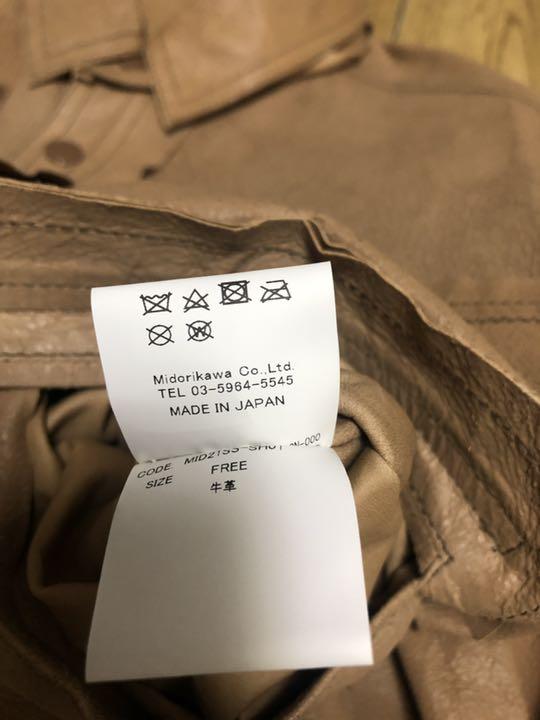 Midorikawa Co.,Ltd.
TEL 03-5964-5545
MADE IN JAPAN
CODE
SIZE FREE
牛革